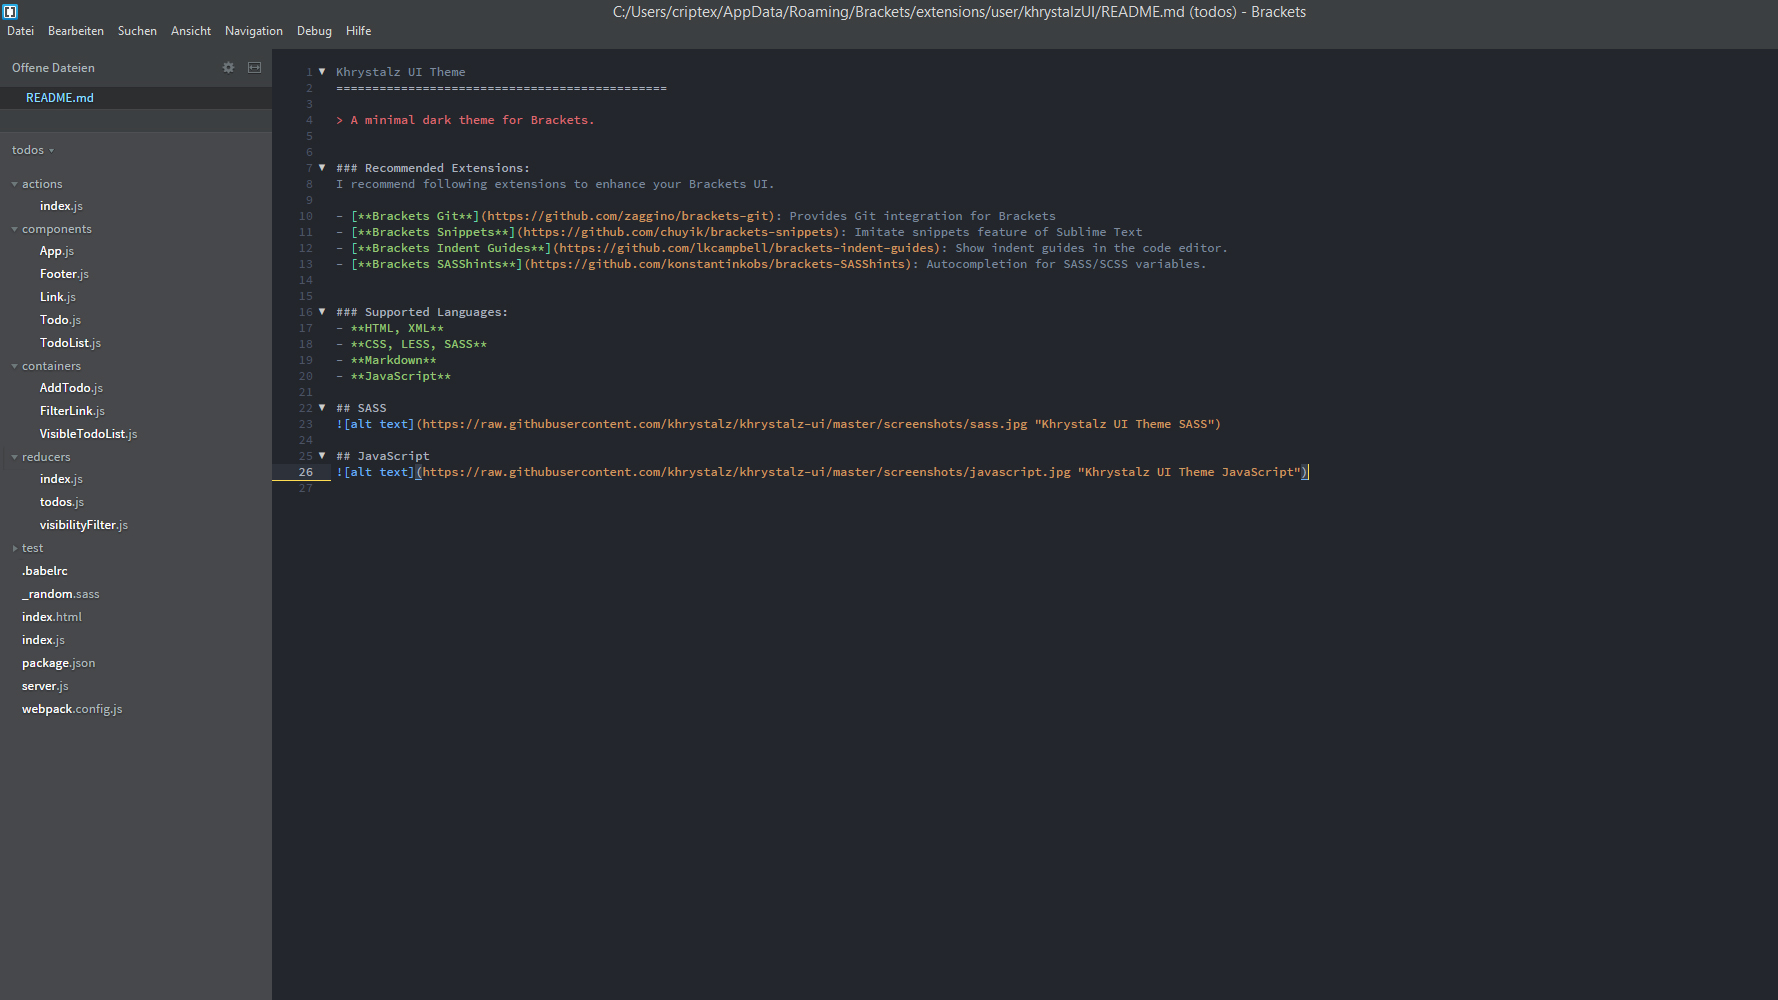 C:/Users/criptex/AppData/Roaming/Brackets/extensions/user/khrystalzUI/README.md (todos) - Brackets
Datei Bearbeiten Suchen Ansicht Navigation Debug Hilfe
Offene Dateien
README.md
todos
actions
index.js
components
App.js
Footer.js
Link.js
Todo.js
TodoList.js
containers
AddTodo.js
FilterLink.js
VisibleTodoList.js
reducers
index.js
todos.js
visibilityFilter.js
test
.babelrc
_random.sass
index.html
index.js
package.json
server.js
webpack.config.js
1 Khrystalz UI Theme
2 ==============================================
3
4 > A minimal dark theme for Brackets.
5
6
7 ### Recommended Extensions:
8 I recommend following extensions to enhance your Brackets UI.
9
10 - [**Brackets Git**](https://github.com/zaggino/brackets-git): Provides Git integration for Brackets
11 - [**Brackets Snippets**](https://github.com/chuyik/brackets-snippets): Imitate snippets feature of Sublime Text
12 - [**Brackets Indent Guides**](https://github.com/lkcampbell/brackets-indent-guides): Show indent guides in the code editor.
13 - [**Brackets SASShints**](https://github.com/konstantinkobs/brackets-SASShints): Autocompletion for SASS/SCSS variables.
14
15
16 ### Supported Languages:
17 - **HTML, XML**
18 - **CSS, LESS, SASS**
19 - **Markdown**
20 - **JavaScript**
21
22 ## SASS
23 ![alt text](https://raw.githubusercontent.com/khrystalz/khrystalz-ui/master/screenshots/sass.jpg "Khrystalz UI Theme SASS")
24
25 ## JavaScript
26 ![alt text](https://raw.githubusercontent.com/khrystalz/khrystalz-ui/master/screenshots/javascript.jpg "Khrystalz UI Theme JavaScript")
27